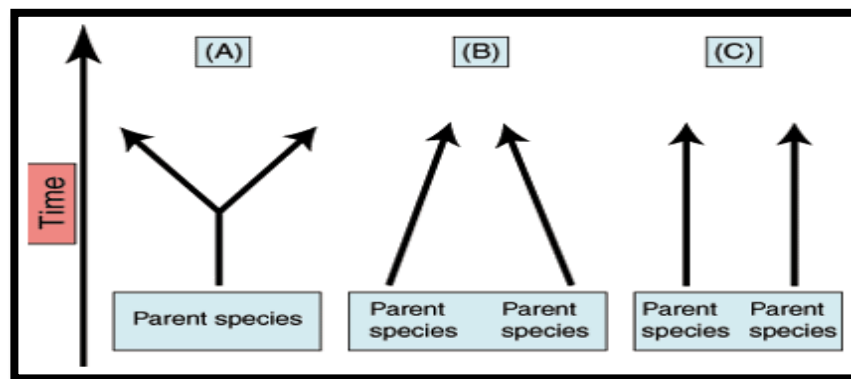 (A)
(B)
(C)
Time
Parent species
Parent
species
Parent
species
Parent
species
Parent
species